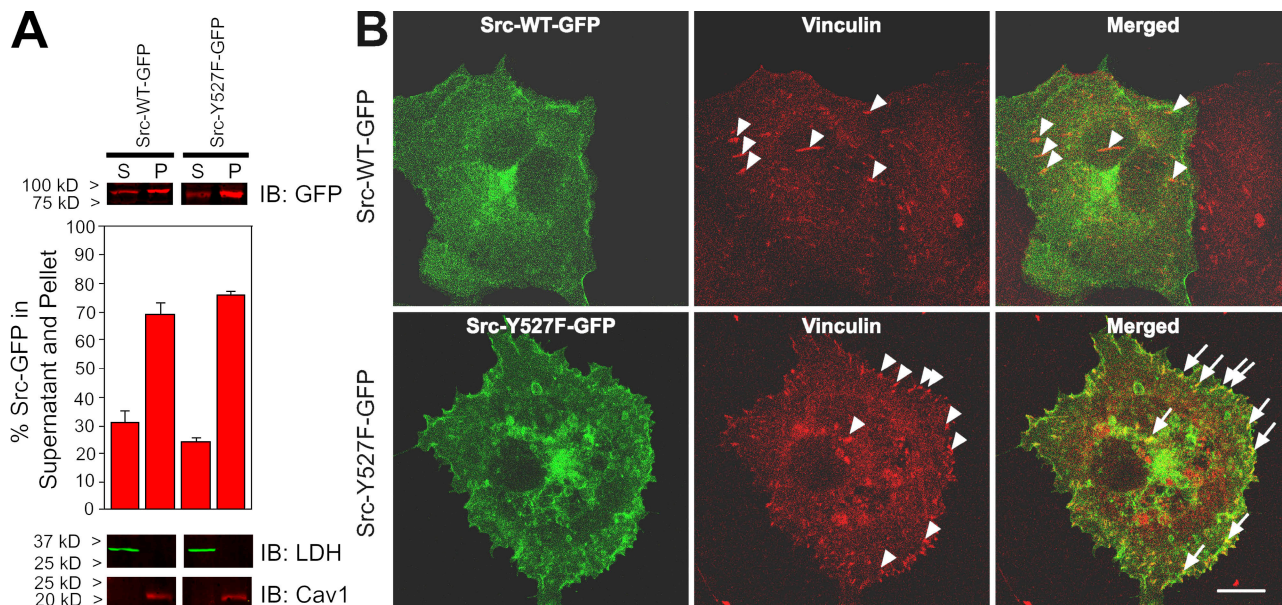 A
Src-WT-GFP
Src-Y527F-GFP
S P S P
100 kD >
75 kD >
IB: GFP
% Src-GFP in
Supernatant and Pellet
100
90
80
70
60
50
40
30
20
10
0
37 kD >
25 kD >
IB: LDH
25 kD >
20 kD >
IB: Cav1
B
Src-WT-GFP Vinculin Merged
Src-WT-GFP
Src-Y527F-GFP Vinculin Merged
Src-Y527F-GFP